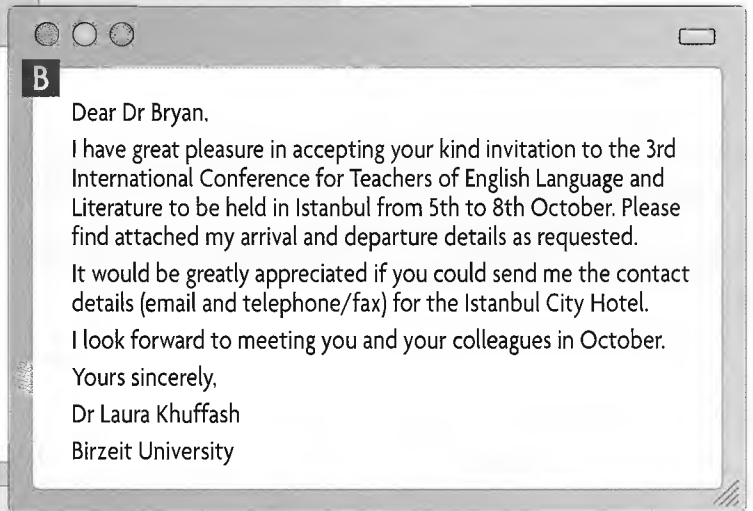 B
Dear Dr Bryan,
I have great pleasure in accepting your kind invitation to the 3rd
International Conference for Teachers of English Language and
Literature to be held in Istanbul from 5th to 8th October. Please
find attached my arrival and departure details as requested.
It would be greatly appreciated if you could send me the contact
details (email and telephone/fax) for the Istanbul City Hotel.
I look forward to meeting you and your colleagues in October.
Yours sincerely,
Dr Laura Khuffash
Birzeit University